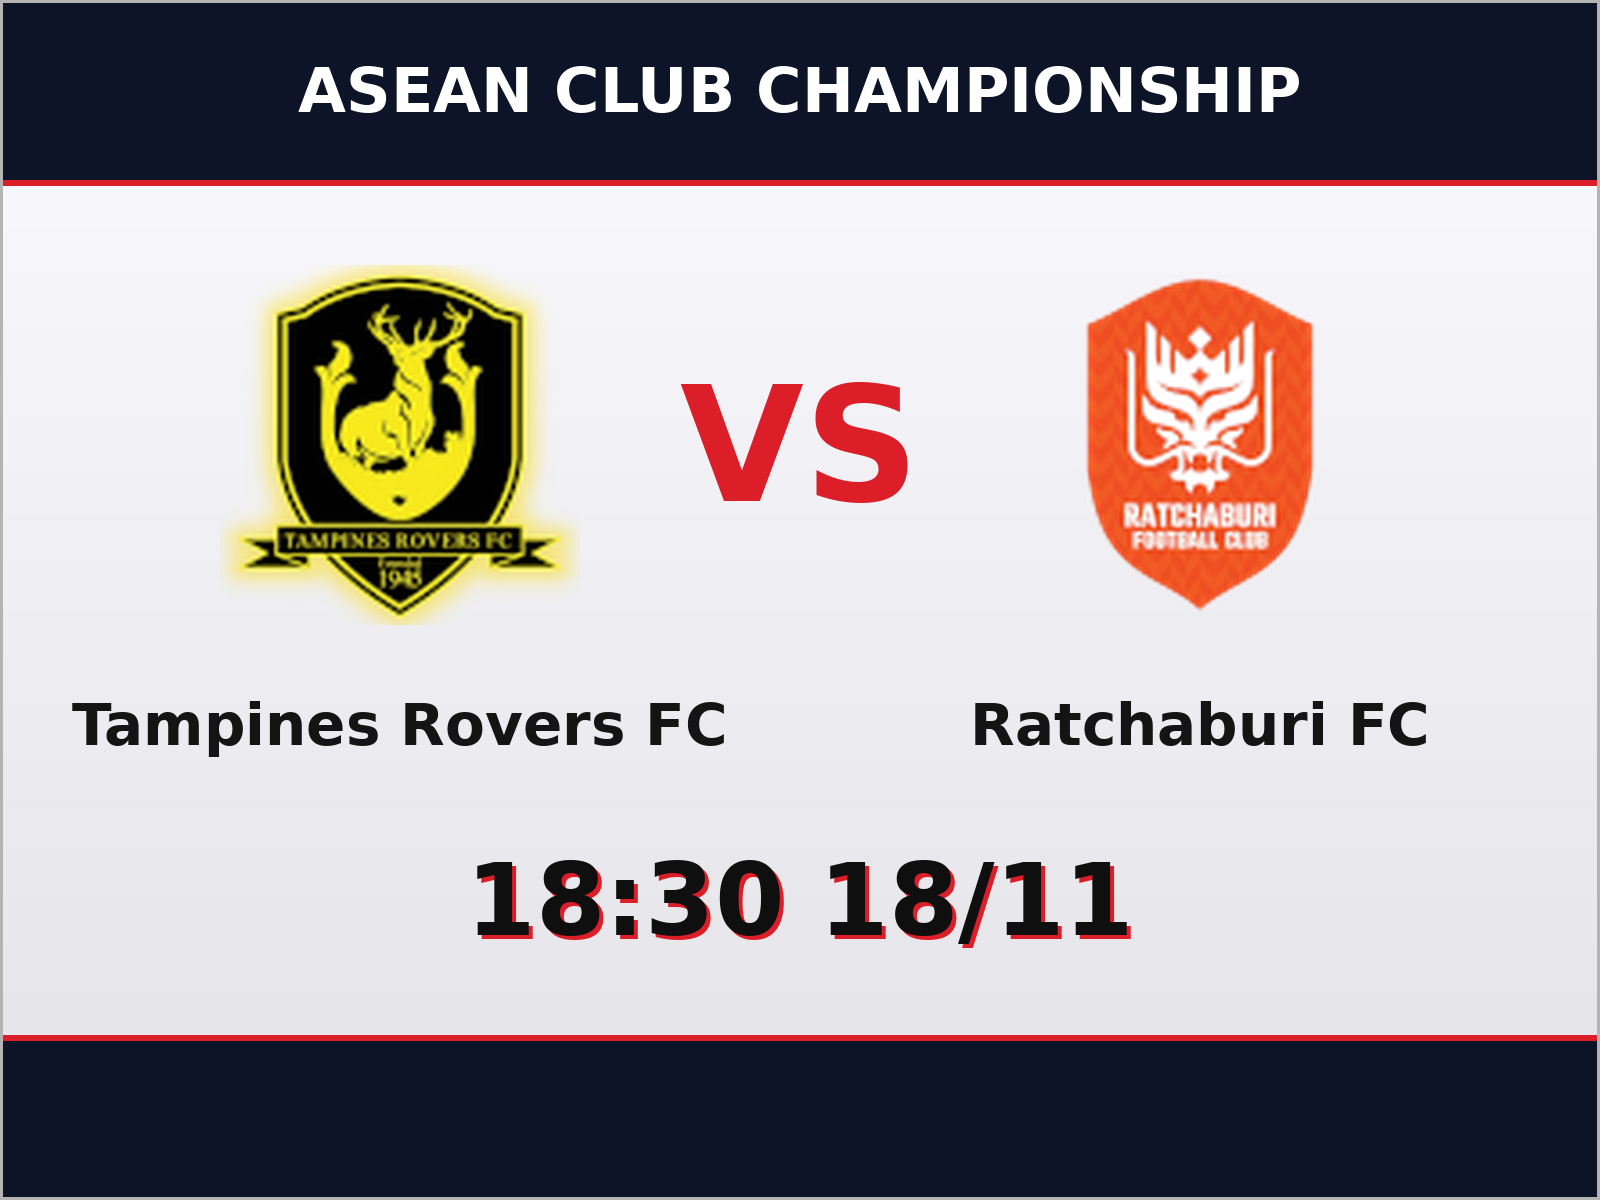 ASEAN CLUB CHAMPIONSHIP
TAMPINES ROVERS FC
Founded
1945
VS
RATCHABURI
FOOTBALL CLUB
Tampines Rovers FC
Ratchaburi FC
18:30 18/11